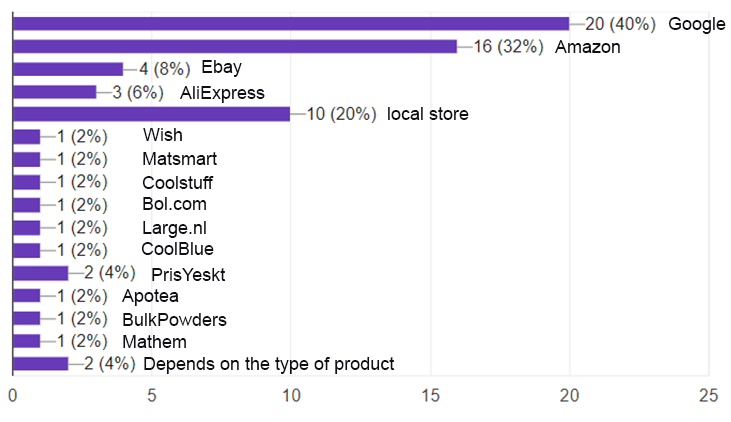 20 (40%) Google
16 (32%) Amazon
4 (8%) Ebay
3 (6%) AliExpress
10 (20%) local store
1 (2%) Wish
1 (2%) Matsmart
1 (2%) Coolstuff
1 (2%) Bol.com
1 (2%) Large.nl
1 (2%) CoolBlue
2 (4%) PrisYeskt
1 (2%) Apotea
1 (2%) BulkPowders
1 (2%) Mathem
2 (4%) Depends on the type of product
0 5 10 15 20 25